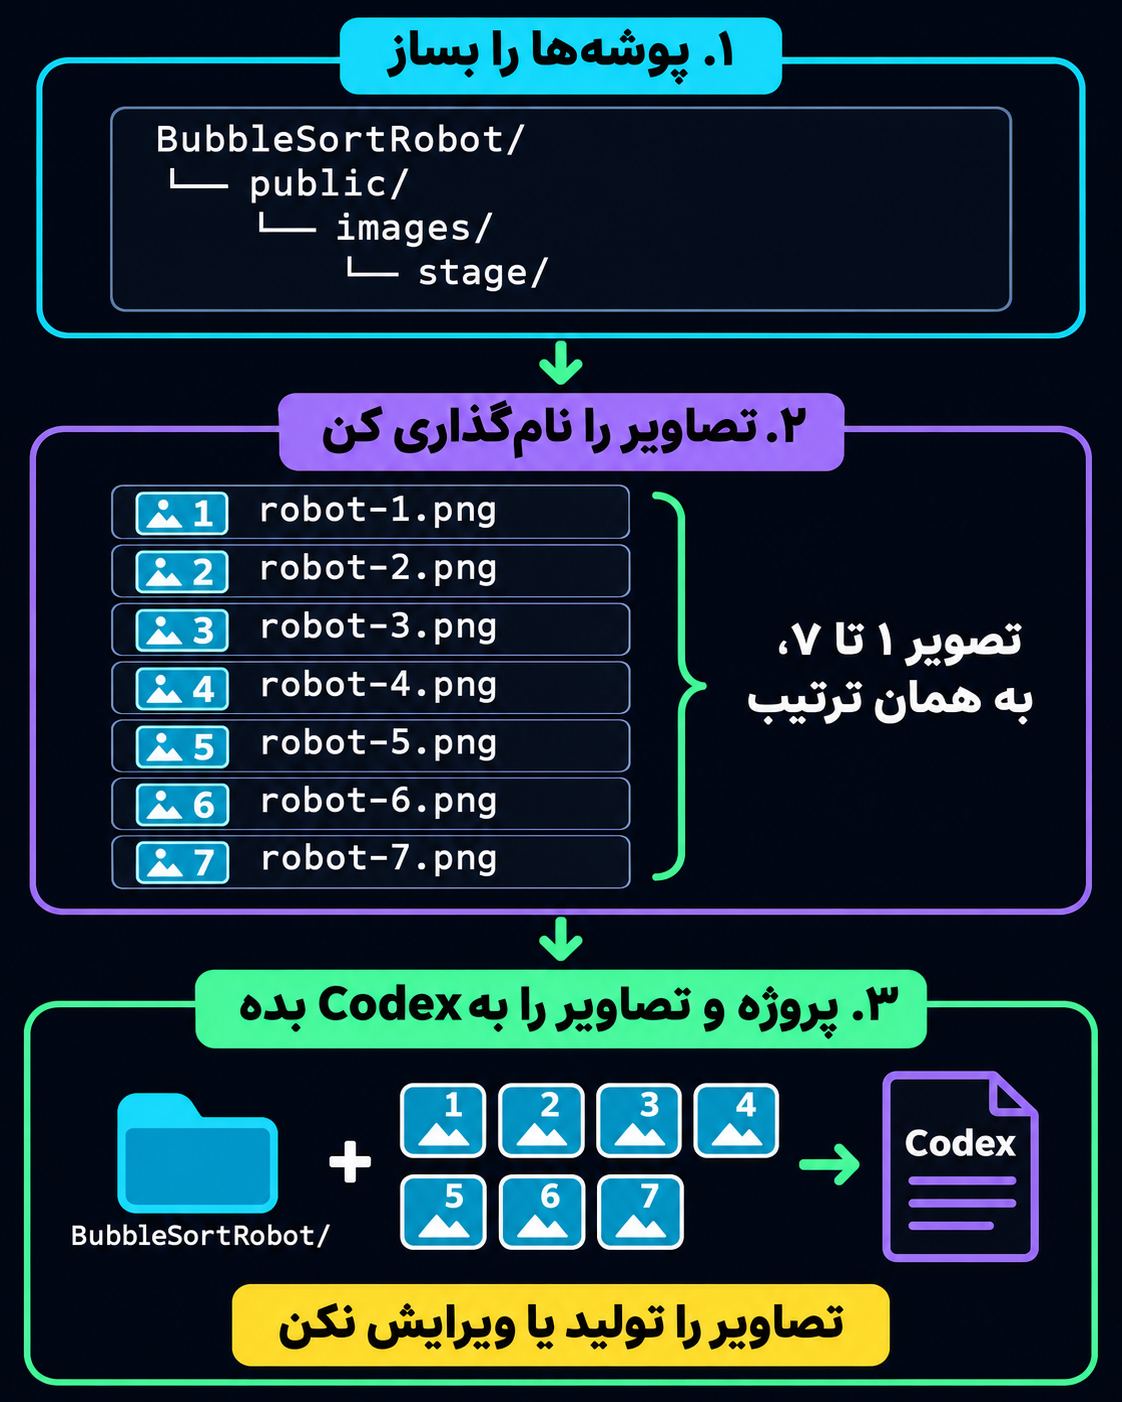 ۱. پوشه‌ها را بساز
BubbleSortRobot/
└── public/
└── images/
└── stage/
۲. تصاویر را نام‌گذاری کن
1 robot-1.png
2 robot-2.png
3 robot-3.png
4 robot-4.png
5 robot-5.png
6 robot-6.png
7 robot-7.png
تصویر ۱ تا ۷،
به همان ترتیب
۳. پروژه و تصاویر را به Codex بده
BubbleSortRobot/
+
1 2 3 4
5 6 7
Codex
تصاویر را تولید یا ویرایش نکن